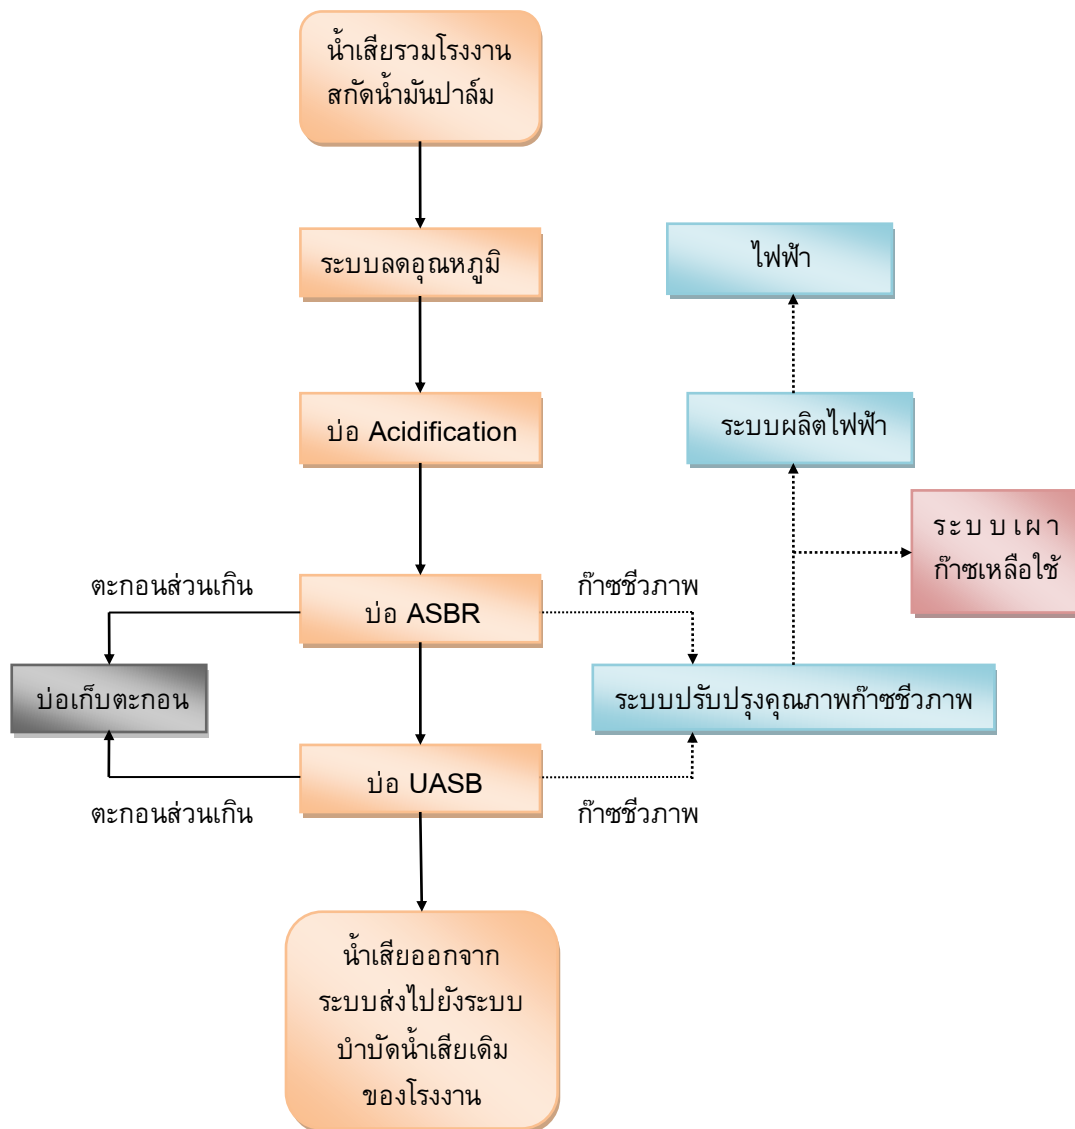 น้ำเสียรวมโรงงาน
สกัดน้ำมันปาล์ม
ระบบลดอุณหภูมิ
ไฟฟ้า
บ่อ Acidification
ระบบผลิตไฟฟ้า
ระบบเผา
ก๊าซเหลือใช้
ตะกอนส่วนเกิน
ก๊าซชีวภาพ
บ่อ ASBR
บ่อเก็บตะกอน
ระบบปรับปรุงคุณภาพก๊าซชีวภาพ
บ่อ UASB
ตะกอนส่วนเกิน
ก๊าซชีวภาพ
น้ำเสียออกจาก
ระบบส่งไปยังระบบ
บำบัดน้ำเสียเดิม
ของโรงงาน